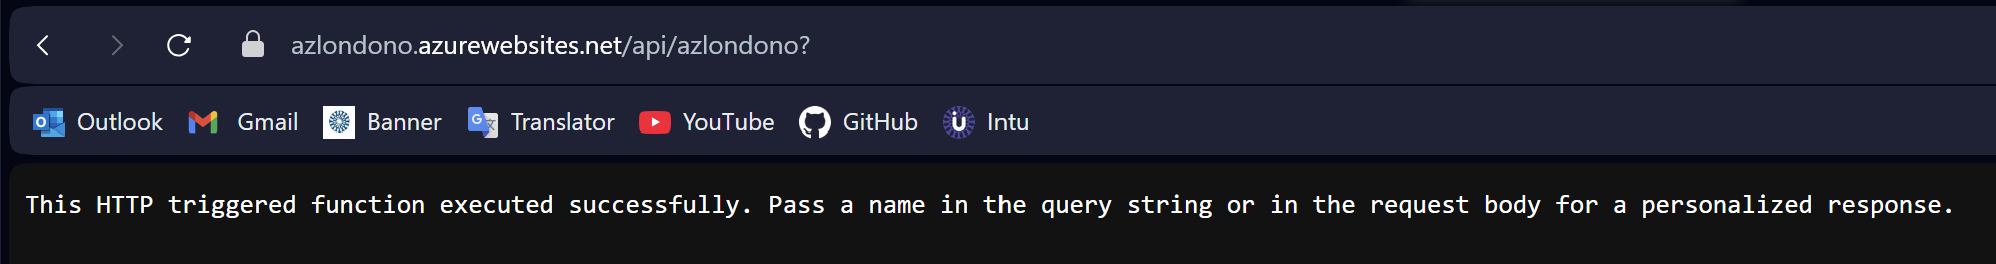 azlondono.azurewebsites.net/api/azlondono?
Outlook Gmail Banner Translator YouTube GitHub Intu
This HTTP triggered function executed successfully. Pass a name in the query string or in the request body for a personalized response.